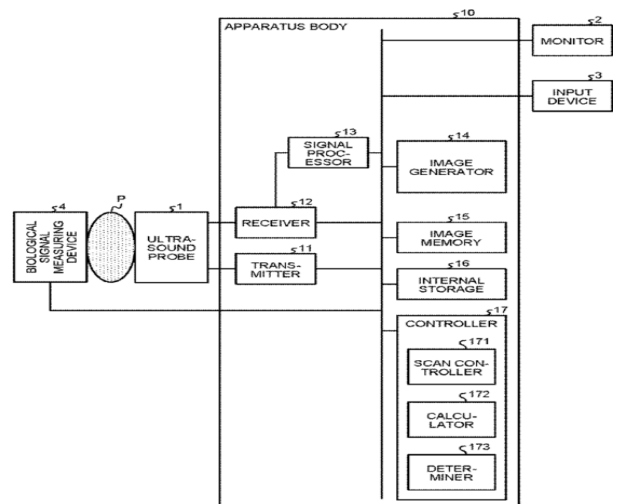 10
APPARATUS BODY
2
MONITOR
3
INPUT
DEVICE
13
SIGNAL
PROC-
ESSOR
14
IMAGE
GENERATOR
4
BIOLOGICAL
SIGNAL
MEASURING
DEVICE
P
1
ULTRA-
SOUND
PROBE
12
RECEIVER
15
IMAGE
MEMORY
11
TRANS-
MITTER
16
INTERNAL
STORAGE
17
CONTROLLER
171
SCAN CON-
TROLLER
172
CALCU-
LATOR
173
DETER-
MINER